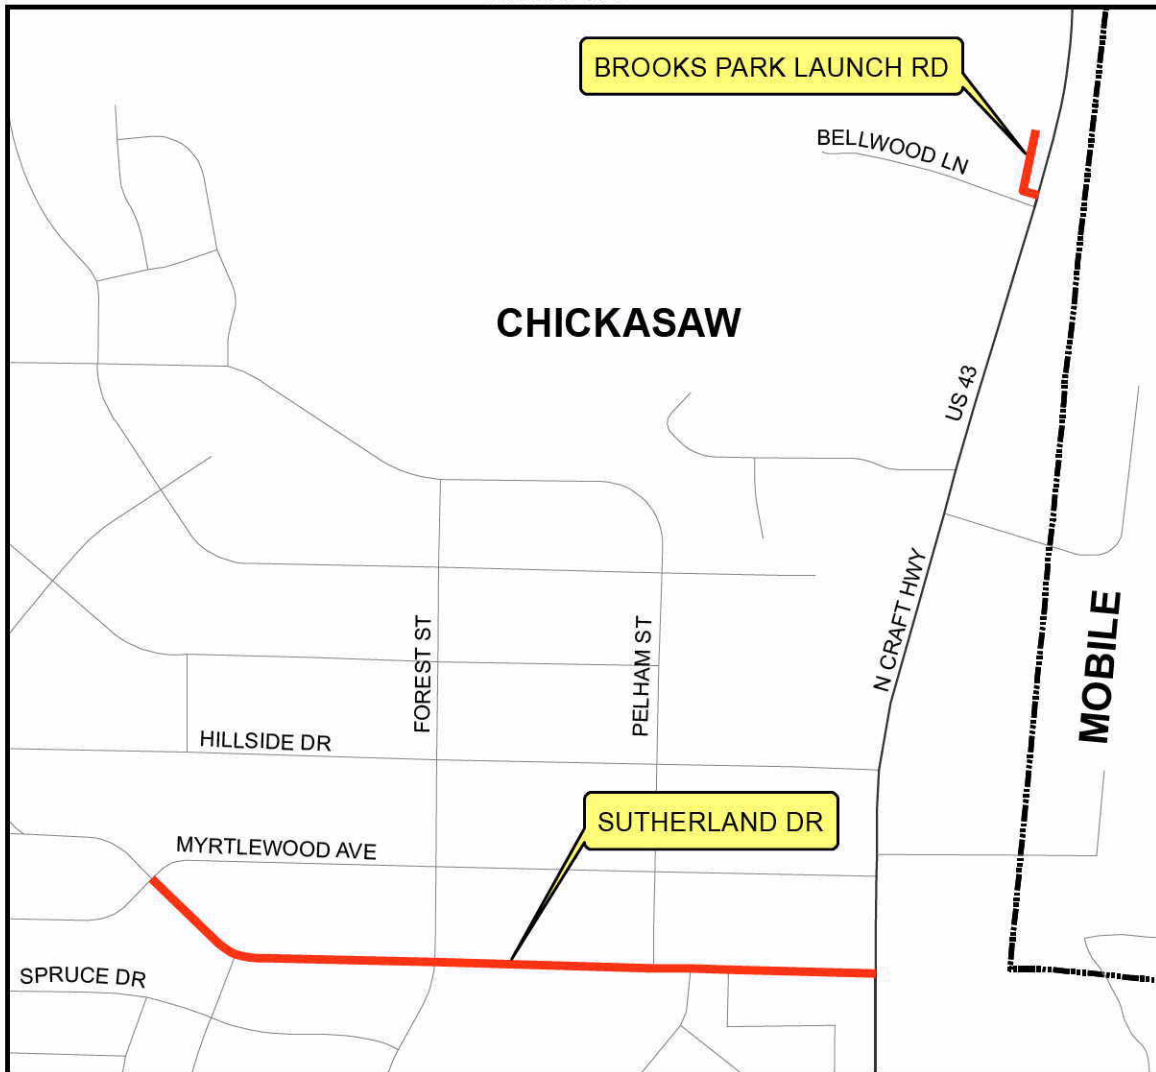 BROOKS PARK LAUNCH RD
BELLWOOD LN
CHICKASAW
US 43
N CRAFT HWY
FOREST ST
PELHAM ST
MOBILE
HILLSIDE DR
SUTHERLAND DR
MYRTLEWOOD AVE
SPRUCE DR